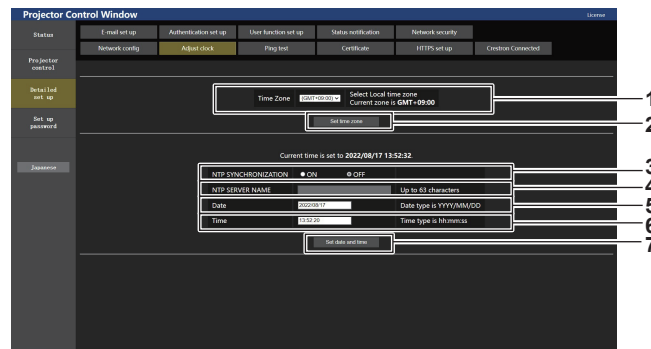 Projector Control Window
License
Status
E-mail set up
Authentication set up
User function set up
Status notification
Network security
Network config
Adjust clock
Ping test
Certificate
HTTPS set up
Crestron Connected
Projector
control
Detailed
set up
Set up
password
Japanese
Time Zone
(GMT+09:00)
Select Local time zone
Current zone is GMT+09:00
1
Set time zone
2
Current time is set to 2022/08/17 13:52:32.
NTP SYNCHRONIZATION
ON
OFF
3
NTP SERVER NAME
Up to 63 characters
4
Date
2022/08/17
Date type is YYYY/MM/DD
5
Time
13:52:20
Time type is hh:mm:ss
6
Set date and time
7